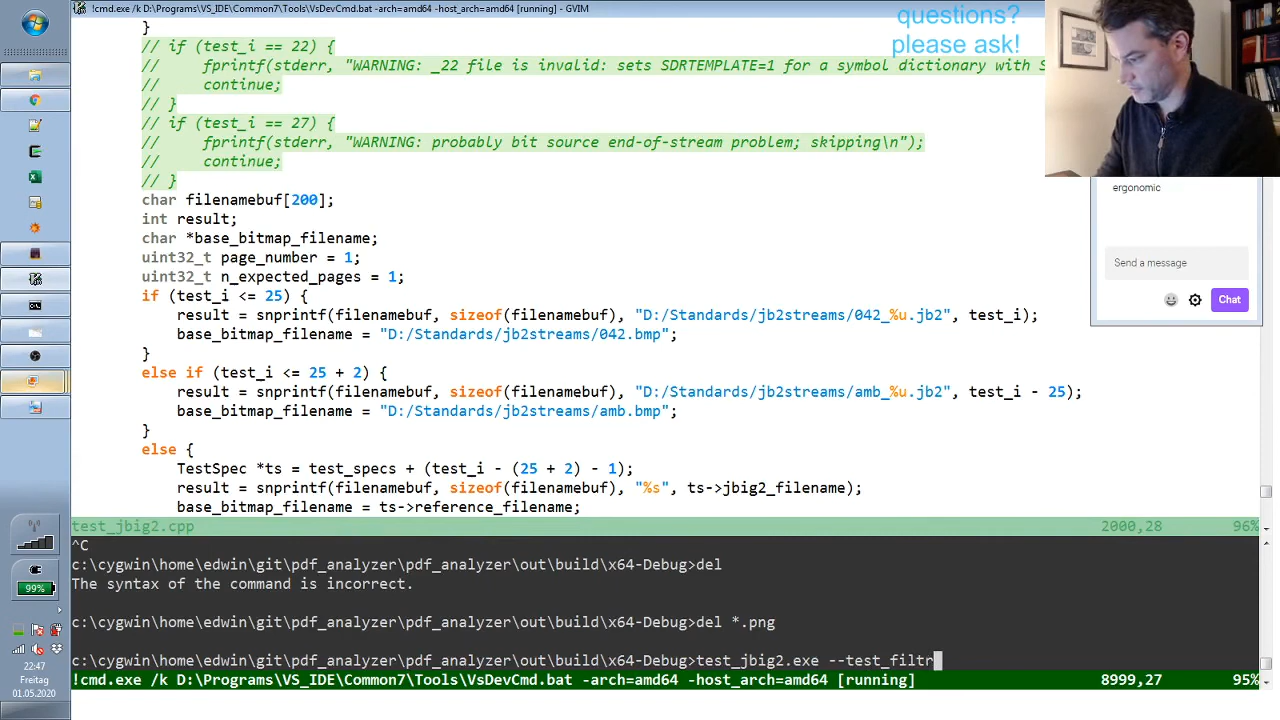 !cmd.exe /k D:\Programs\VS_IDE\Common7\Tools\VsDevCmd.bat -arch=amd64 -host_arch=amd64 [running] - GVIM
questions?
please ask!
}
// if (test_i == 22) {
//     fprintf(stderr, "WARNING: _22 file is invalid: sets SDRTEMPLATE=1 for a symbol dictionary with S
//     continue;
// }
// if (test_i == 27) {
//     fprintf(stderr, "WARNING: probably bit source end-of-stream problem; skipping\n");
//     continue;
// }
char filenamebuf[200];
int result;
char *base_bitmap_filename;
uint32_t page_number = 1;
uint32_t n_expected_pages = 1;
if (test_i <= 25) {
    result = snprintf(filenamebuf, sizeof(filenamebuf), "D:/Standards/jb2streams/042_%u.jb2", test_i);
    base_bitmap_filename = "D:/Standards/jb2streams/042.bmp";
}
else if (test_i <= 25 + 2) {
    result = snprintf(filenamebuf, sizeof(filenamebuf), "D:/Standards/jb2streams/amb_%u.jb2", test_i - 25);
    base_bitmap_filename = "D:/Standards/jb2streams/amb.bmp";
}
else {
    TestSpec *ts = test_specs + (test_i - (25 + 2) - 1);
    result = snprintf(filenamebuf, sizeof(filenamebuf), "%s", ts->jbig2_filename);
    base_bitmap_filename = ts->reference_filename;
test_jbig2.cpp 2000,28 96%
^C
c:\cygwin\home\edwin\git\pdf_analyzer\pdf_analyzer\out\build\x64-Debug>del
The syntax of the command is incorrect.
c:\cygwin\home\edwin\git\pdf_analyzer\pdf_analyzer\out\build\x64-Debug>del *.png
c:\cygwin\home\edwin\git\pdf_analyzer\pdf_analyzer\out\build\x64-Debug>test_jbig2.exe --test_filtr
!cmd.exe /k D:\Programs\VS_IDE\Common7\Tools\VsDevCmd.bat -arch=amd64 -host_arch=amd64 [running] 8999,27 95%
ergonomic
Send a message
Chat
99%
22:47
Freitag
01.05.2020